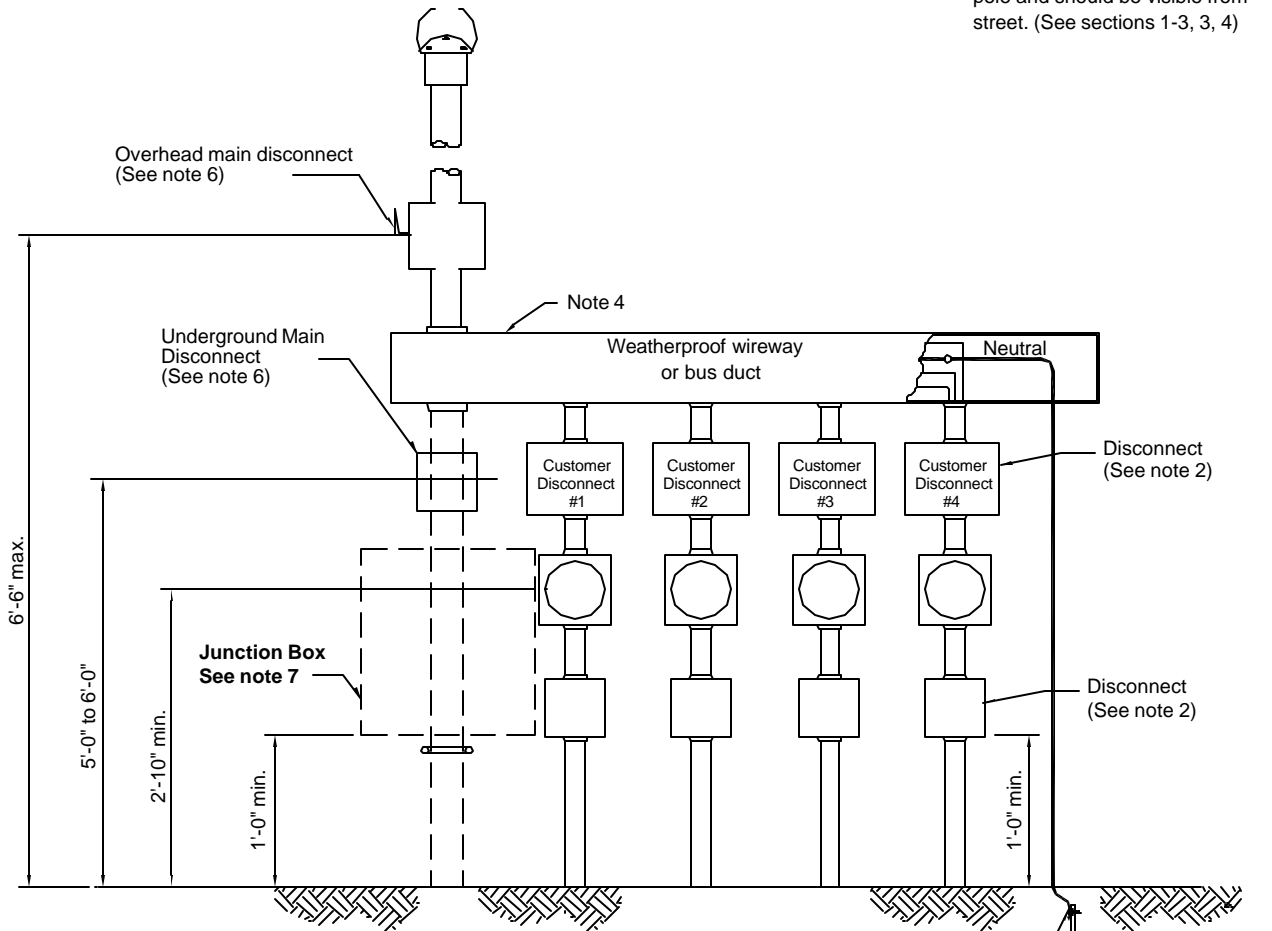 pole and should be visible from
street. (See sections 1-3, 3, 4)
Overhead main disconnect
(See note 6)
Note 4
Underground Main
Disconnect
(See note 6)
Weatherproof wireway
or bus duct
Neutral
Disconnect
(See note 2)
Customer
Disconnect
#1
Customer
Disconnect
#2
Customer
Disconnect
#3
Customer
Disconnect
#4
6'-6" max.
5'-0" to 6'-0"
2'-10" min.
Junction Box
See note 7
Disconnect
(See note 2)
1'-0" min.
1'-0" min.